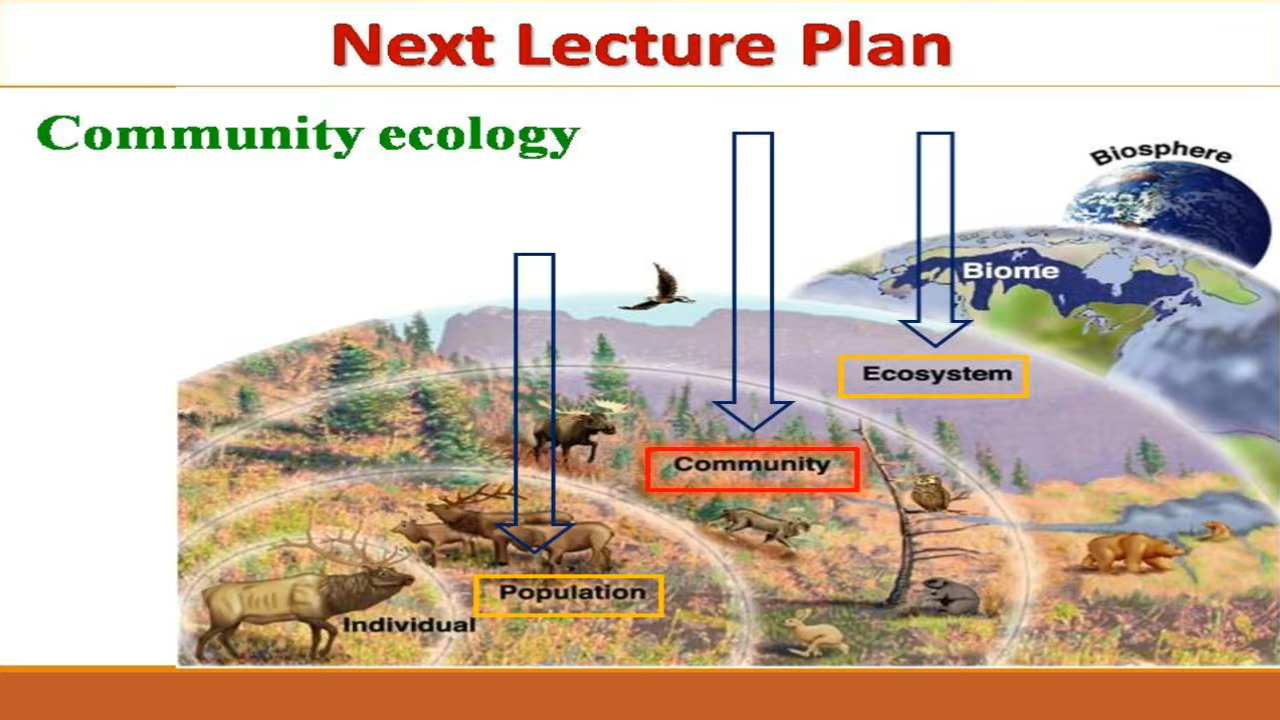 Next Lecture Plan
Community ecology
Biosphere
Biome
Ecosystem
Community
Population
Individual